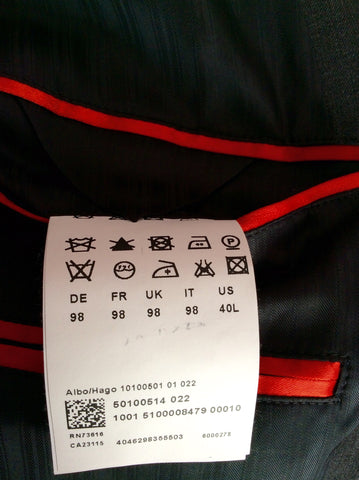 DE FR UK IT US
98 98 98 98 40L
Albo/Hago 10100501 01 022
50100514 022
1001 5100008479 00010
RN73616
CA23115 4046298355503 6000275